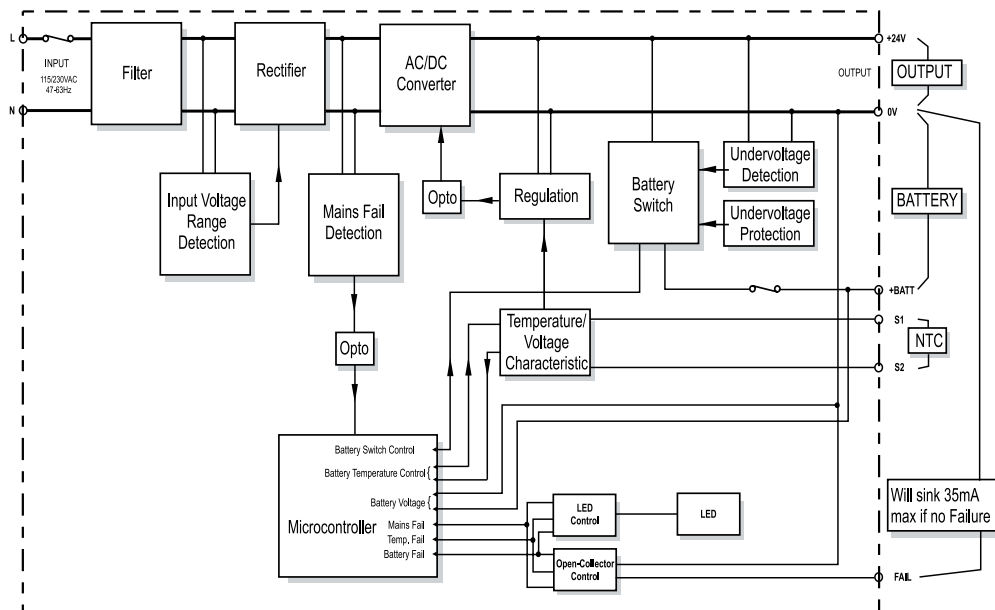 L
INPUT
115/230VAC
47-63Hz
N
Filter
Rectifier
AC/DC
Converter
OUTPUT
+24V
0V
OUTPUT
BATTERY
Input Voltage
Range
Detection
Mains Fail
Detection
Opto
Regulation
Battery
Switch
Undervoltage
Detection
Undervoltage
Protection
+BATT
S1
NTC
S2
Opto
Temperature/
Voltage
Characteristic
Microcontroller
Battery Switch Control
Battery Temperature Control {
Battery Voltage {
Mains Fail
Temp. Fail
Battery Fail
LED
Control
LED
Open-Collector
Control
Will sink 35mA
max if no Failure
FAIL